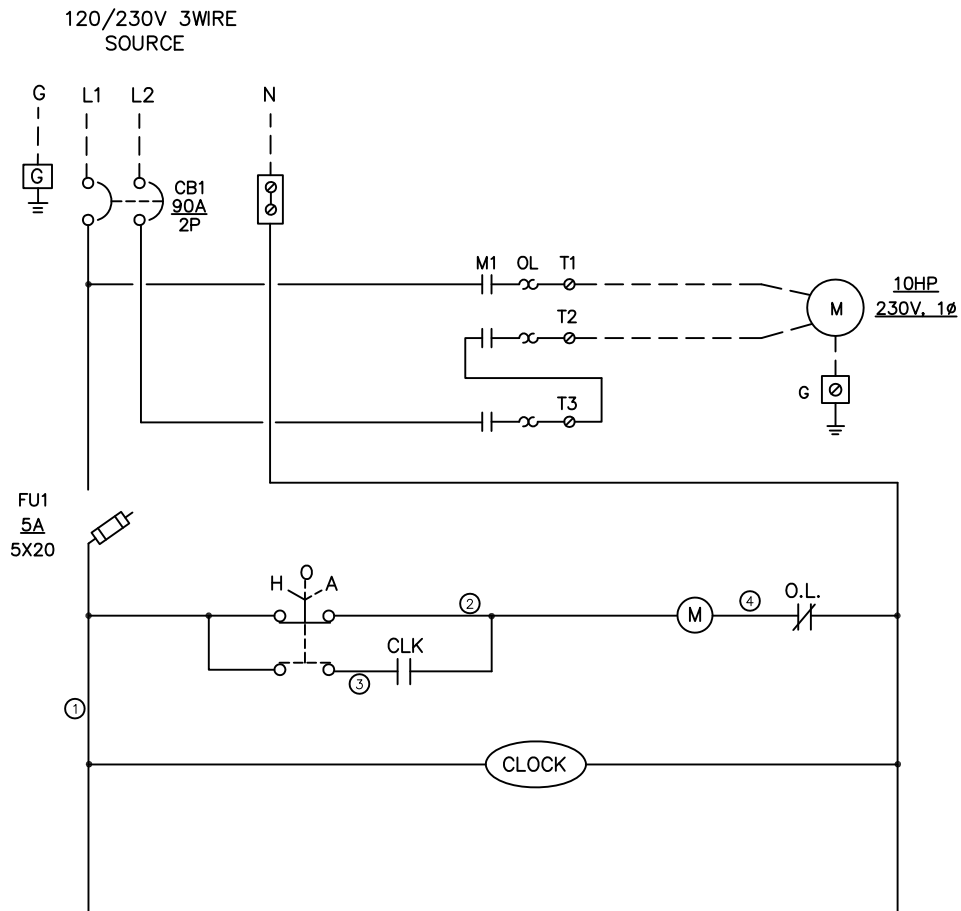 120/230V 3WIRE
SOURCE
G L1 L2 N
G
CB1
90A
2P
M1 OL T1
10HP
230V, 1ø
M
T2
G
T3
FU1
5A
5X20
H O A
2
M
4
O.L.
CLK
3
1
CLOCK